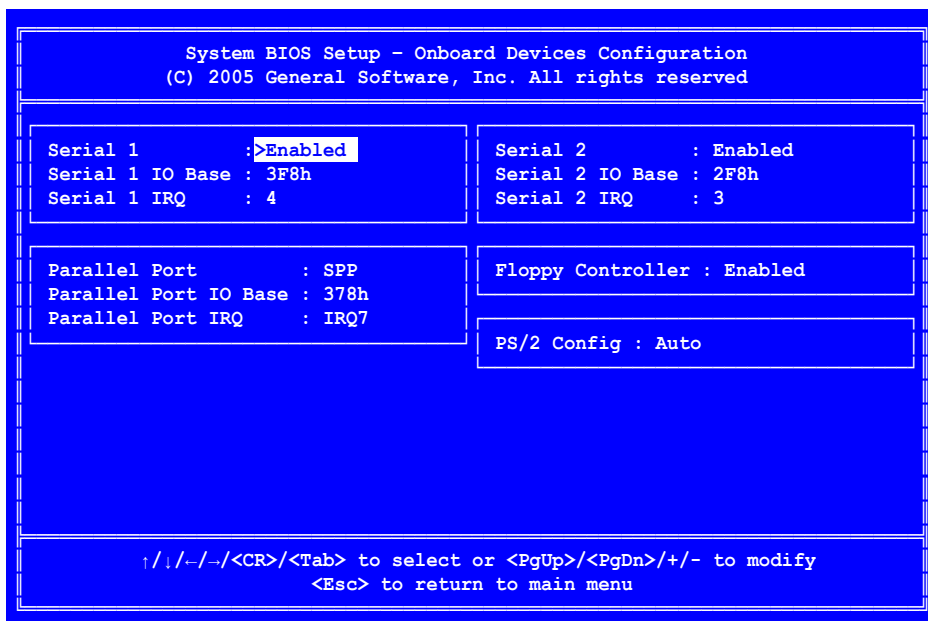 System BIOS Setup – Onboard Devices Configuration
(C) 2005 General Software, Inc. All rights reserved
Serial 1 :>Enabled
Serial 1 IO Base : 3F8h
Serial 1 IRQ : 4
Serial 2 : Enabled
Serial 2 IO Base : 2F8h
Serial 2 IRQ : 3
Parallel Port : SPP
Parallel Port IO Base : 378h
Parallel Port IRQ : IRQ7
Floppy Controller : Enabled
PS/2 Config : Auto
↑/↓/←/→/<CR>/<Tab> to select or <PgUp>/<PgDn>/+/- to modify
<Esc> to return to main menu